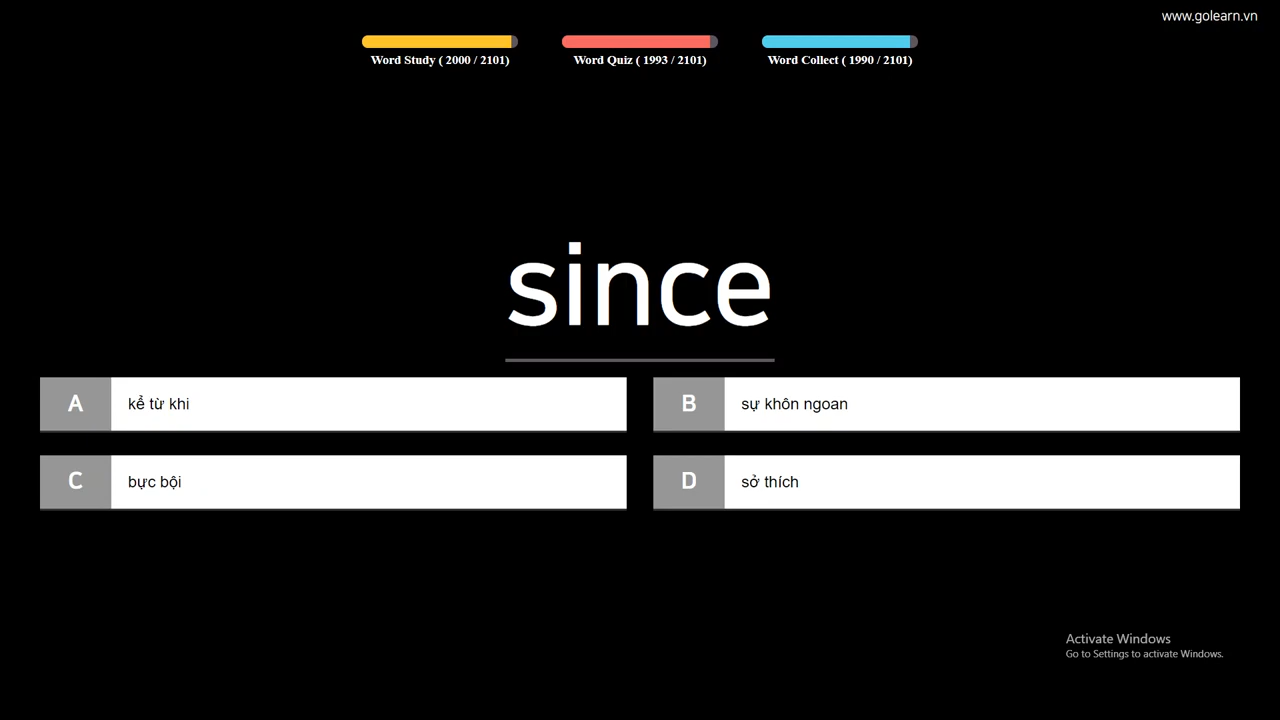 www.golearn.vn
Word Study ( 2000 / 2101)
Word Quiz ( 1993 / 2101)
Word Collect ( 1990 / 2101)
since
A kể từ khi
B sự khôn ngoan
C bực bội
D sở thích
Activate Windows
Go to Settings to activate Windows.